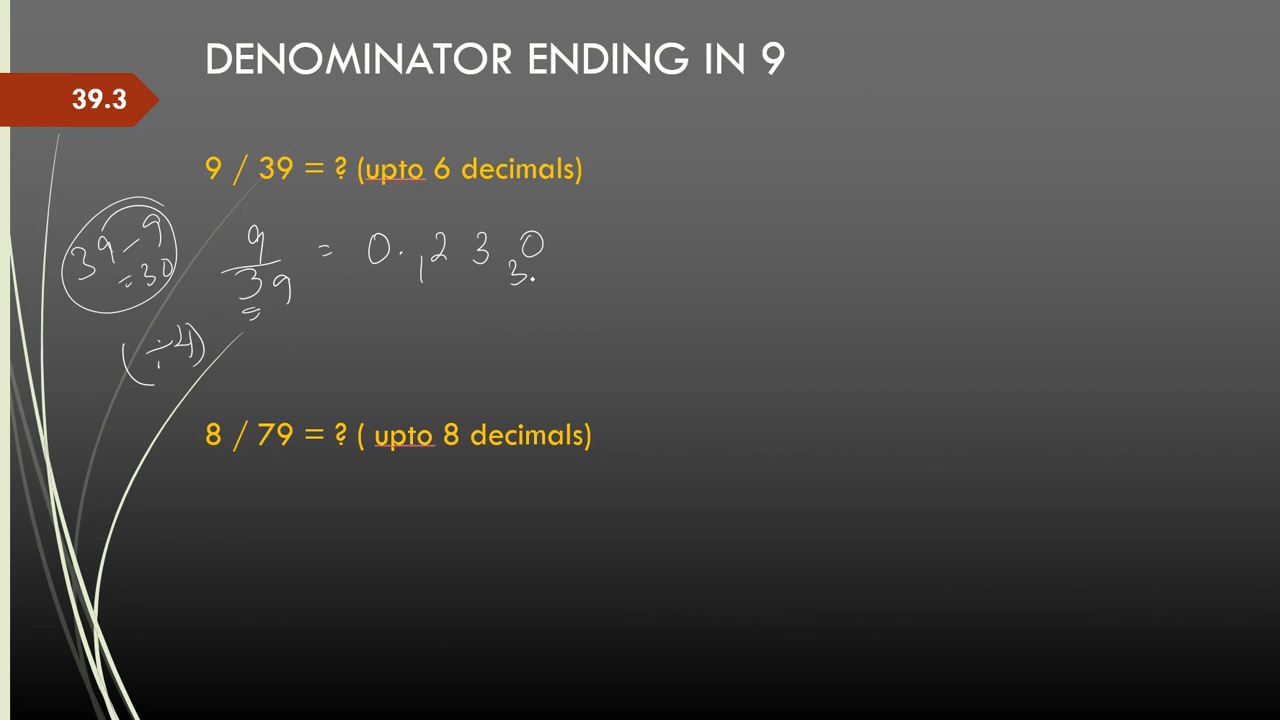 DENOMINATOR ENDING IN 9
39.3
9 / 39 = ? (upto 6 decimals)
39 - 9
= 30
9
39
= 0. 1 2 3 3 0
(÷4)
8 / 79 = ? ( upto 8 decimals)